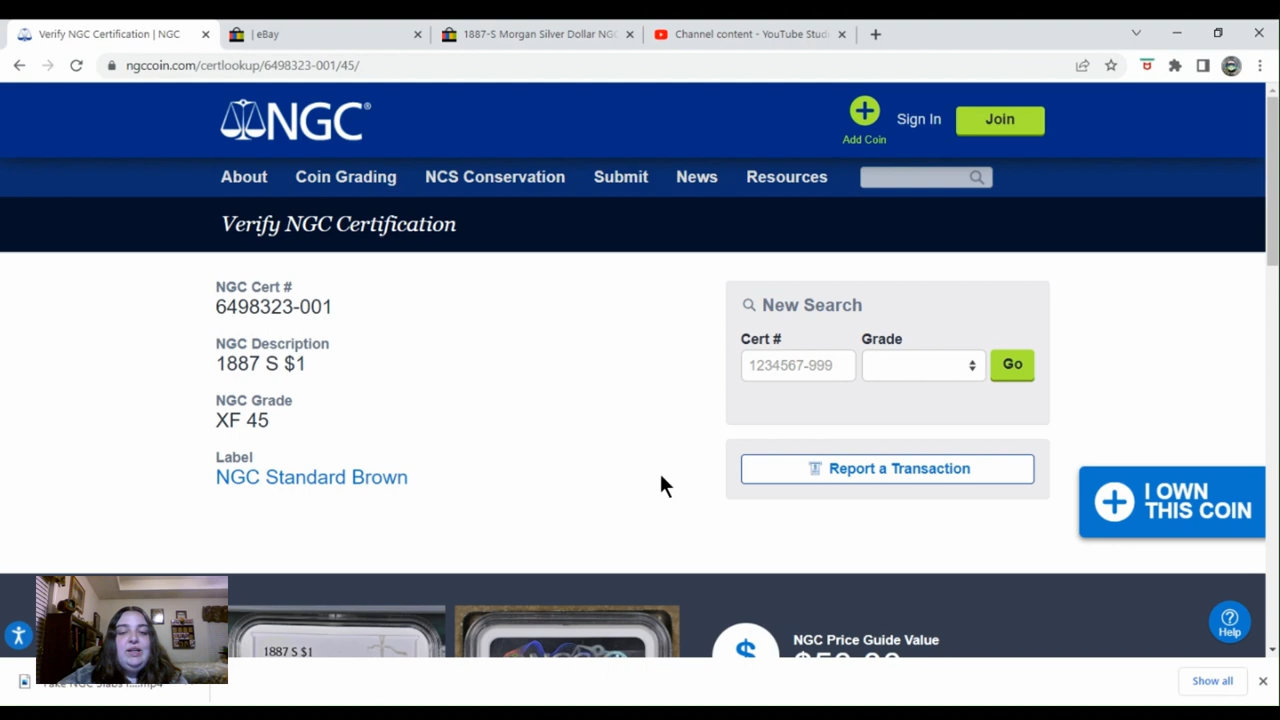 Verify NGC Certification | NGC
| eBay
1887-S Morgan Silver Dollar NGC
Channel content - YouTube Studi
ngccoin.com/certlookup/6498323-001/45/
NGC®
Add Coin
Sign In
Join
About
Coin Grading
NCS Conservation
Submit
News
Resources
Verify NGC Certification
NGC Cert #
6498323-001
NGC Description
1887 S $1
NGC Grade
XF 45
Label
NGC Standard Brown
New Search
Cert #
Grade
1234567-999
Go
Report a Transaction
I OWN
THIS COIN
1887 S $1
$
NGC Price Guide Value
Help
Show all